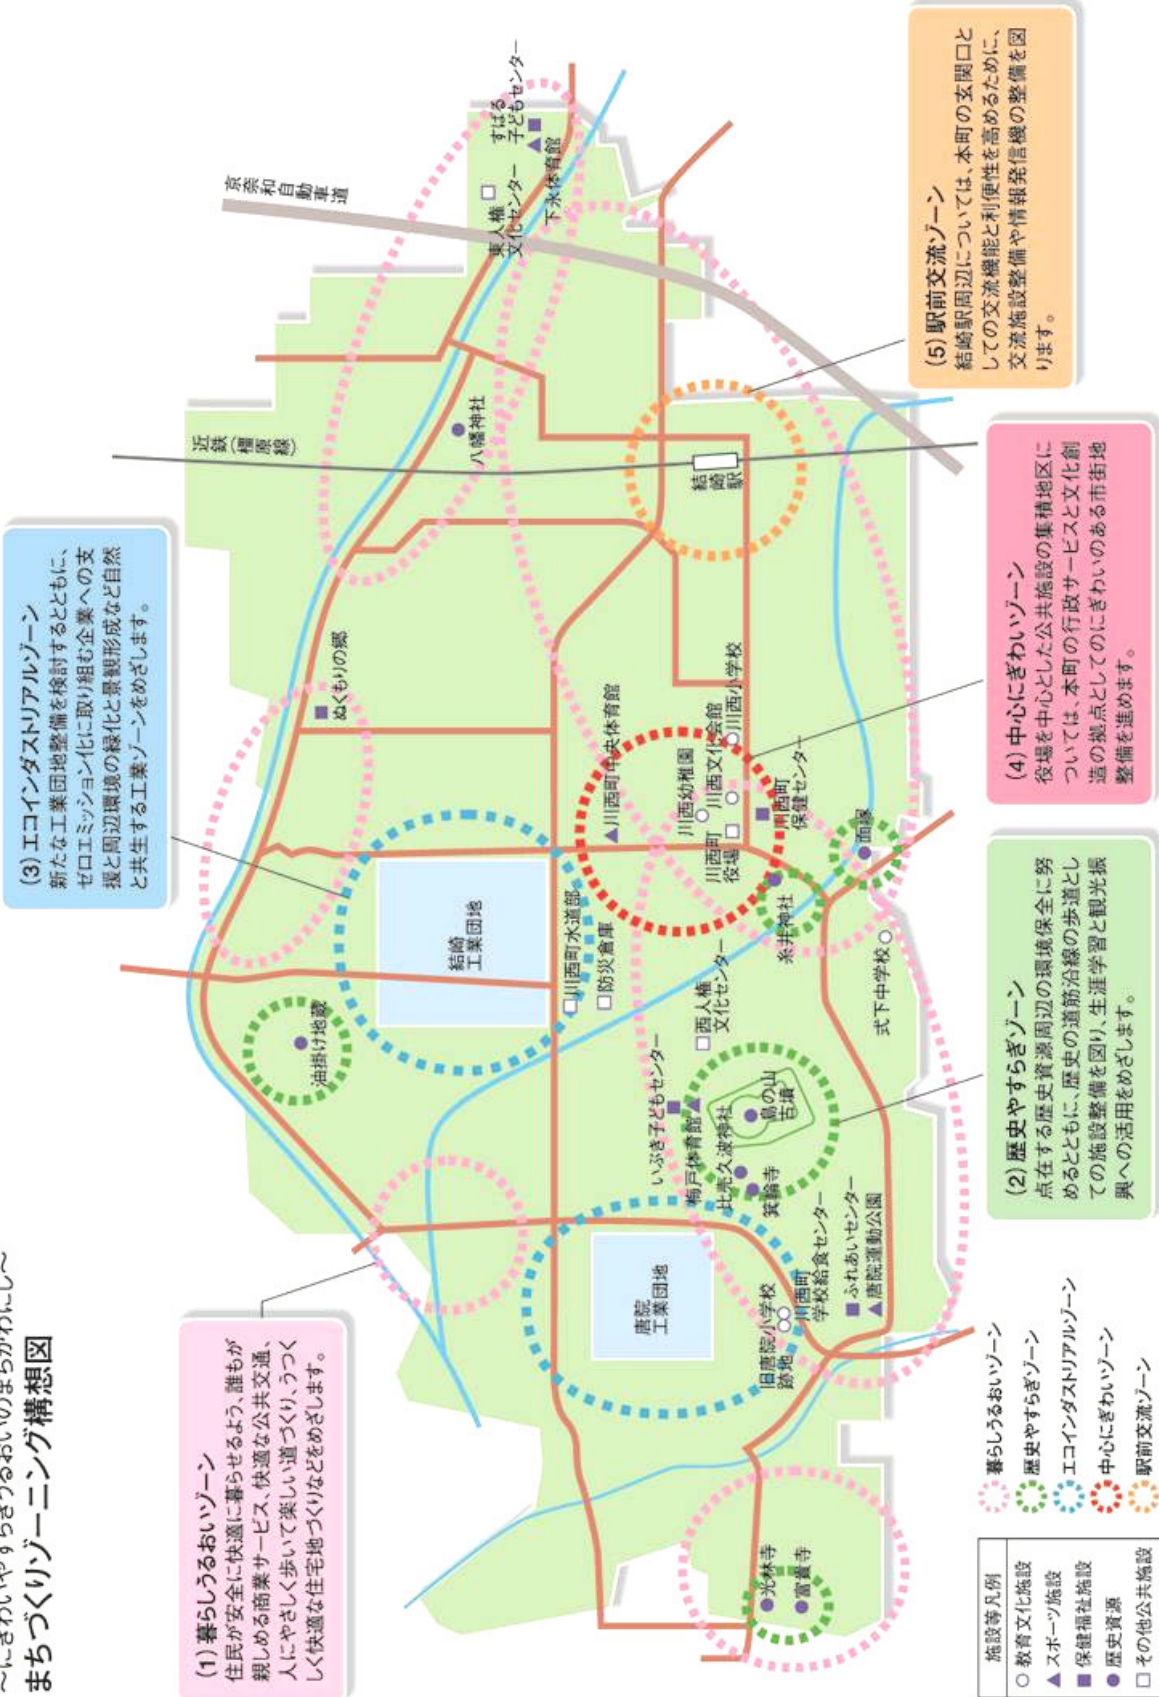 ～にぎわいやすらぎうるおいのまちかわにし～
まちづくりゾーニング構想図
(1)暮らしうるおいゾーン
住民が安全に快適に暮らせるよう、誰もが
親しめる商業サービス、快適な公共交通、
人にやさしく歩いて楽しい道づくり、うつく
しく快適な住宅地づくりなどをめざします。
(3)エコインダストリアルゾーン
新たな工業団地整備を検討するとともに、
ゼロエミッション化に取り組む企業への支
援と周辺環境の緑化と景観形成など自然
と共生する工業ゾーンをめざします。
近鉄(橿原線)
京奈和自動車道
油掛け地蔵
ぬくもりの郷
八幡神社
東人権
文化センター
すばる
子どもセンター
下永体育館
結崎
工業団地
川西町水道部
防災倉庫
川西町中央体育館
唐院
工業団地
いぶき子どもセンター
梅戸体育館
比売久波神社
箕輪寺
島の山
古墳
西人権
文化センター
川西幼稚園
川西文化会館
川西小学校
川西町
役場
川西町
保健センター
結崎
駅
糸井神社
面塚
式下中学校
旧唐院小学校
跡地
川西町
学校給食センター
ふれあいセンター
唐院運動公園
光林寺
富貴寺
(2)歴史やすらぎゾーン
点在する歴史資源周辺の環境保全に努
めるとともに、歴史の道筋沿線の歩道とし
ての施設整備を図り、生涯学習と観光振
興への活用をめざします。
(4)中心にぎわいゾーン
役場を中心とした公共施設の集積地区に
ついては、本町の行政サービスと文化創
造の拠点としてのにぎわいのある市街地
整備を進めます。
(5)駅前交流ゾーン
結崎駅周辺については、本町の玄関口と
しての交流機能と利便性を高めるために、
交流施設整備や情報発信機の整備を図
ります。
施設等凡例
教育文化施設
スポーツ施設
保健福祉施設
歴史資源
その他公共施設
暮らしうるおいゾーン
歴史やすらぎゾーン
エコインダストリアルゾーン
中心にぎわいゾーン
駅前交流ゾーン